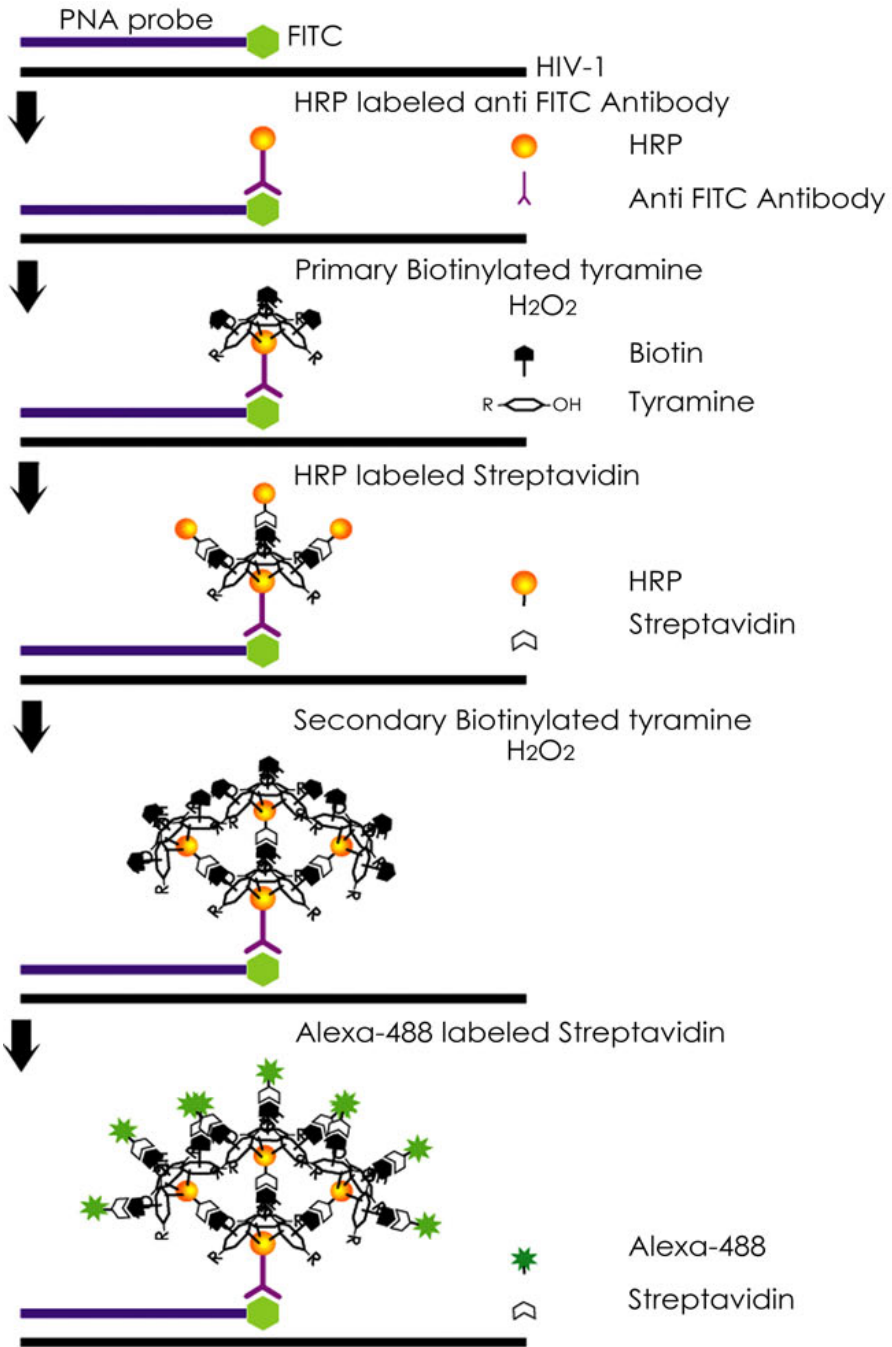 PNA probe
FITC
HIV-1
HRP labeled anti FITC Antibody
HRP
Anti FITC Antibody
Primary Biotinylated tyramine
H2O2
Biotin
R OH Tyramine
R
R R
HRP labeled Streptavidin
R R
HRP
Streptavidin
Secondary Biotinylated tyramine
H2O2
R
R R
R R
R R
Alexa-488 labeled Streptavidin
R
R R
R R
R R
Alexa-488
Streptavidin